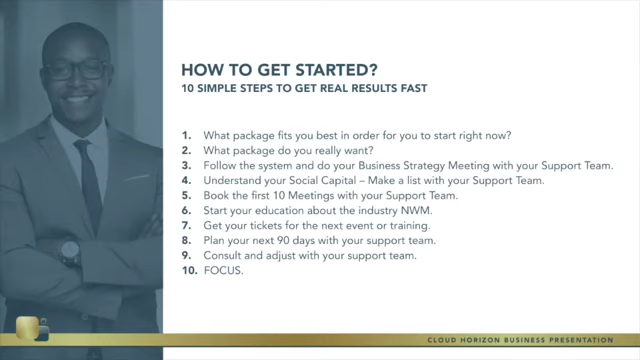 HOW TO GET STARTED?
10 SIMPLE STEPS TO GET REAL RESULTS FAST
1. What package fits you best in order for you to start right now?
2. What package do you really want?
3. Follow the system and do your Business Strategy Meeting with your Support Team.
4. Understand your Social Capital – Make a list with your Support Team.
5. Book the first 10 Meetings with your Support Team.
6. Start your education about the industry NWM.
7. Get your tickets for the next event or training.
8. Plan your next 90 days with your support team.
9. Consult and adjust with your support team.
10. FOCUS.
CLOUD HORIZON BUSINESS PRESENTATION